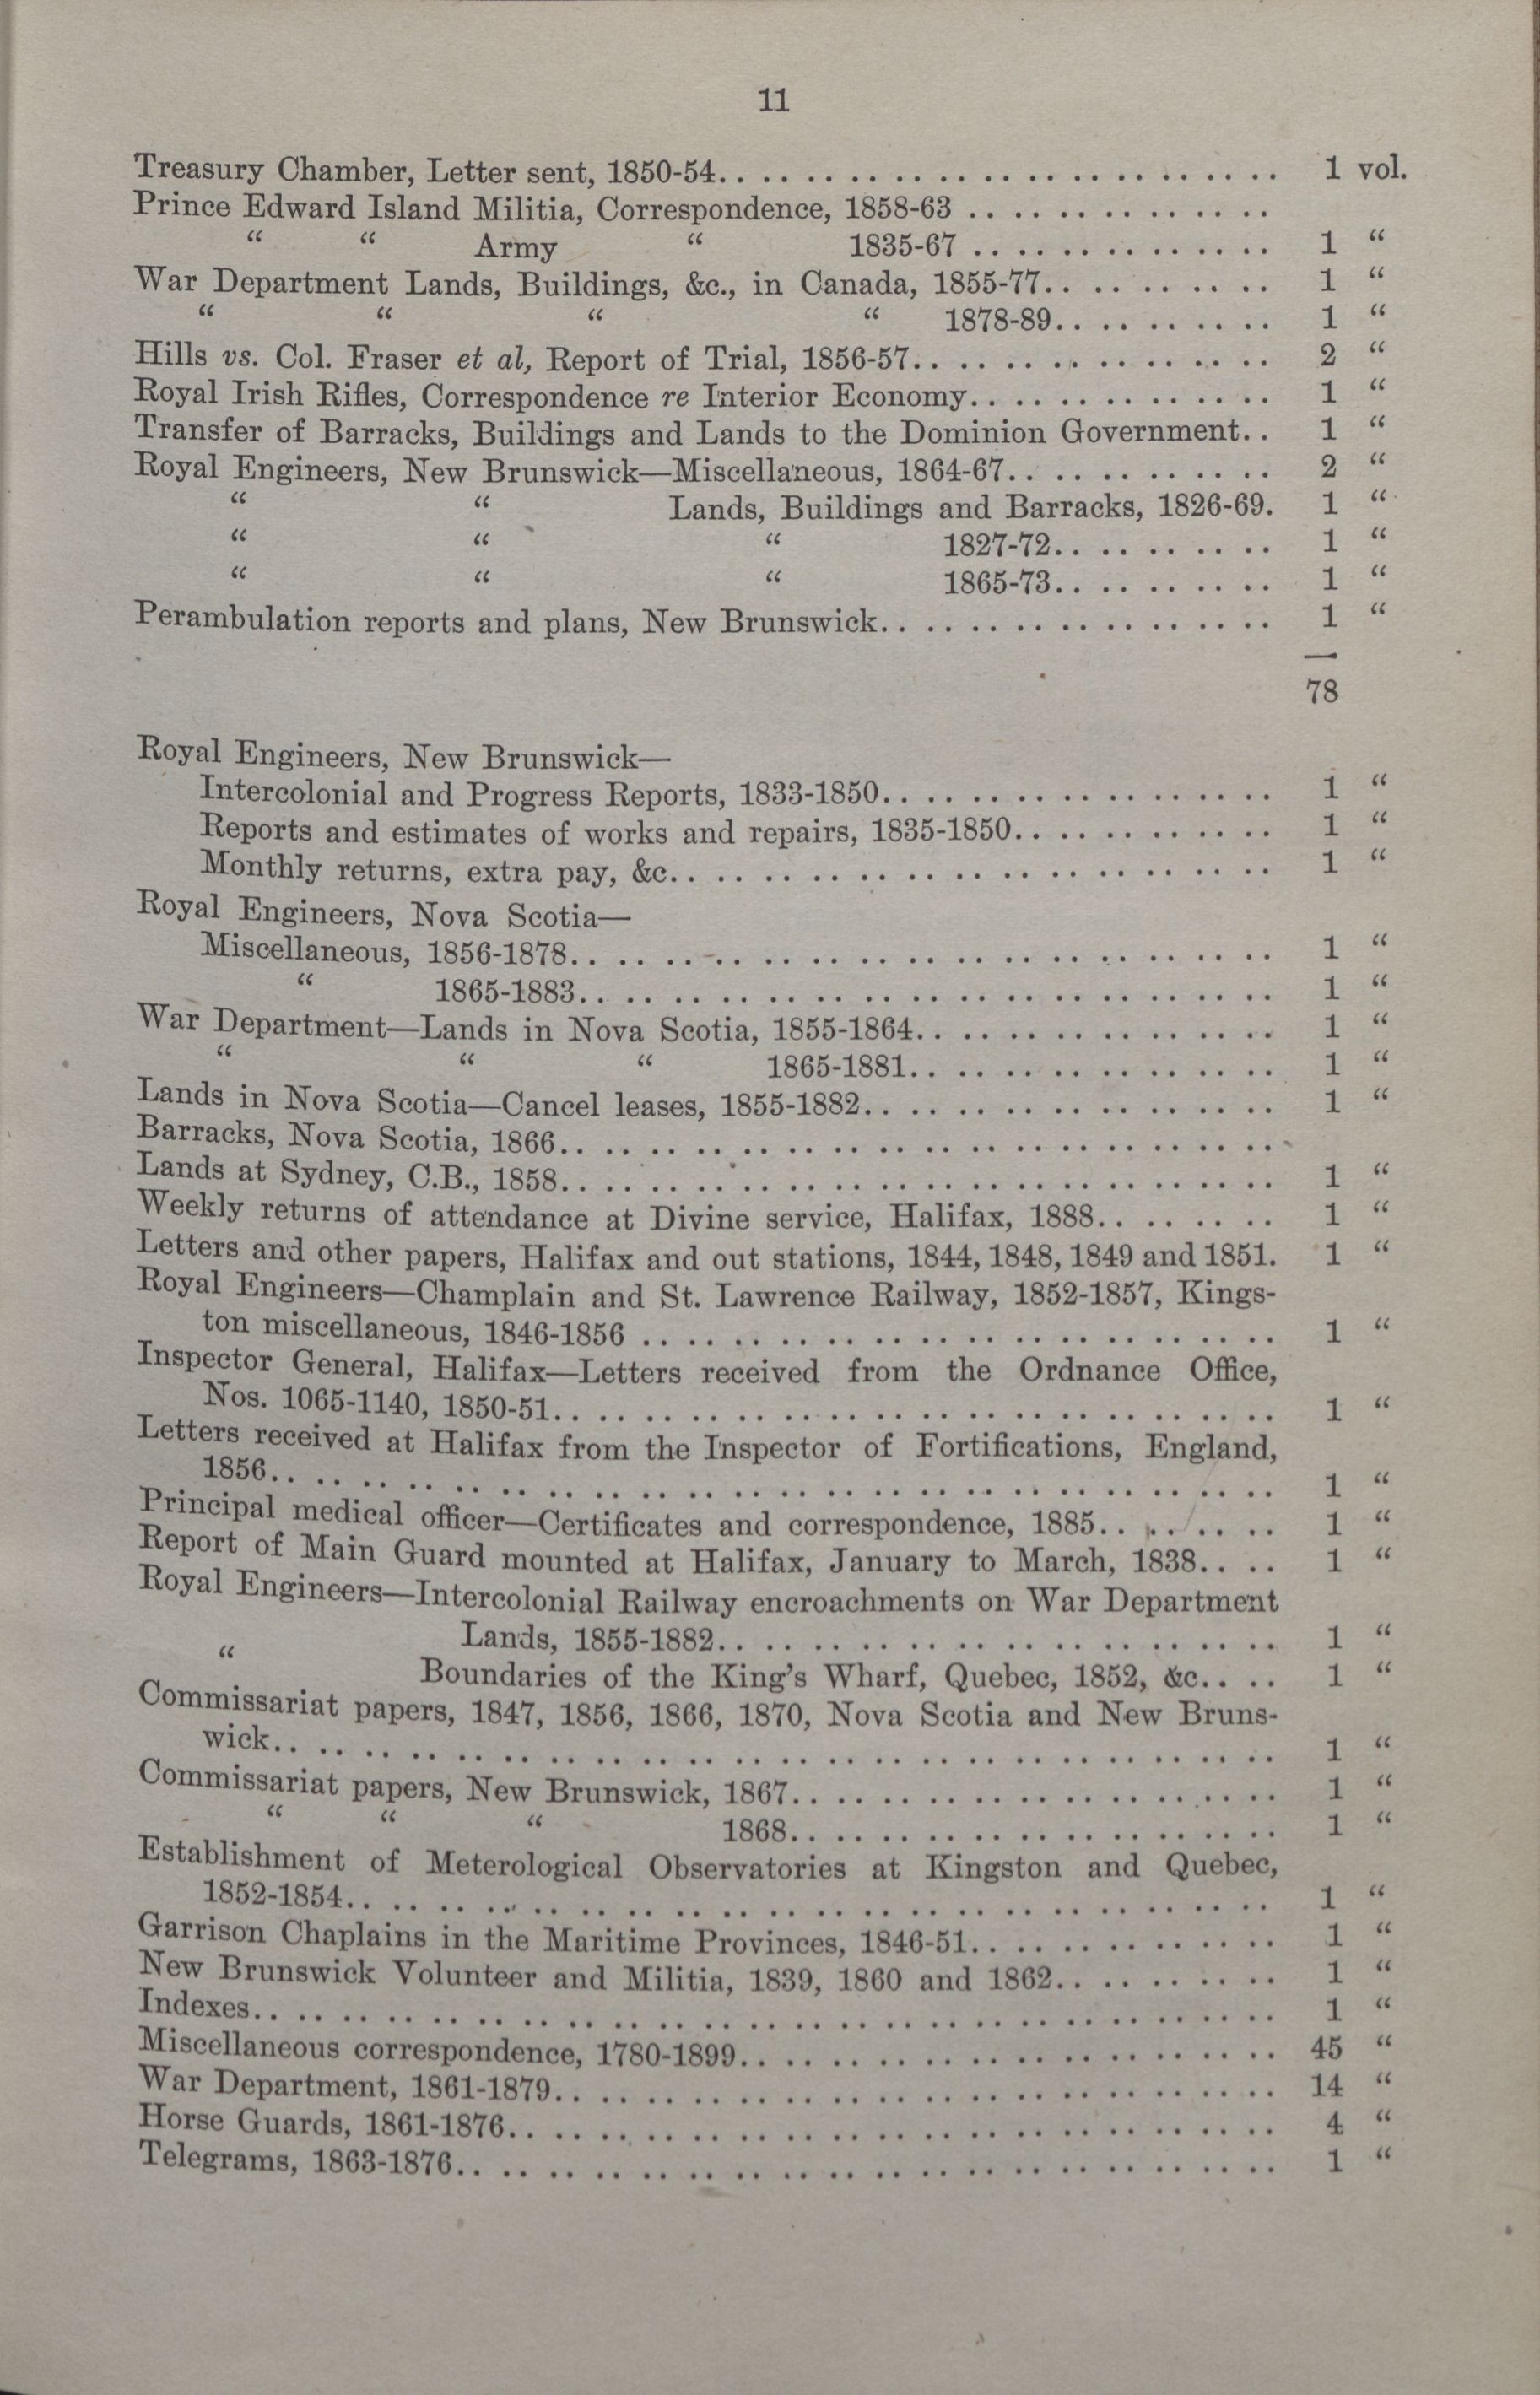 11
Treasury Chamber, Letter sent, 1850-54.. .. .. .. .. .. .. .. .. .. .. .. .. 1 vol.
Prince Edward Island Militia, Correspondence, 1858-63 .. .. .. .. .. .. ..
“ “ Army “ 1835-67 .. .. .. .. .. .. .. 1 “
War Department Lands, Buildings, &c., in Canada, 1855-77.. .. .. .. .. 1 “
“ “ “ “ 1878-89.. .. .. .. .. 1 “
Hills vs. Col. Fraser et al, Report of Trial, 1856-57.. .. .. .. .. .. .. .. 2 “
Royal Irish Rifles, Correspondence re Interior Economy.. .. .. .. .. .. .. 1 “
Transfer of Barracks, Buildings and Lands to the Dominion Government.. 1 “
Royal Engineers, New Brunswick—Miscellaneous, 1864-67.. .. .. .. .. .. 2 “
“ “ Lands, Buildings and Barracks, 1826-69. 1 “
“ “ “ 1827-72.. .. .. .. .. 1 “
“ “ “ 1865-73.. .. .. .. .. 1 “
Perambulation reports and plans, New Brunswick.. .. .. .. .. .. .. .. .. 1 “
—
78
Royal Engineers, New Brunswick—
Intercolonial and Progress Reports, 1833-1850.. .. .. .. .. .. .. .. .. 1 “
Reports and estimates of works and repairs, 1835-1850.. .. .. .. .. .. 1 “
Monthly returns, extra pay, &c.. .. .. .. .. .. .. .. .. .. .. .. .. 1 “
Royal Engineers, Nova Scotia—
Miscellaneous, 1856-1878.. .. .. .. .. .. .. .. .. .. .. .. .. .. .. 1 “
“ 1865-1883.. .. .. .. .. .. .. .. .. .. .. .. .. .. .. 1 “
War Department—Lands in Nova Scotia, 1855-1864.. .. .. .. .. .. .. .. 1 “
“ “ “ 1865-1881.. .. .. .. .. .. .. .. 1 “
Lands in Nova Scotia—Cancel leases, 1855-1882.. .. .. .. .. .. .. .. .. 1 “
Barracks, Nova Scotia, 1866.. .. .. .. .. .. .. .. .. .. .. .. .. .. .. ..
Lands at Sydney, C.B., 1858.. .. .. .. .. .. .. .. .. .. .. .. .. .. .. .. 1 “
Weekly returns of attendance at Divine service, Halifax, 1888.. .. .. .. 1 “
Letters and other papers, Halifax and out stations, 1844, 1848, 1849 and 1851. 1 “
Royal Engineers—Champlain and St. Lawrence Railway, 1852-1857, Kings-
ton miscellaneous, 1846-1856 .. .. .. .. .. .. .. .. .. .. .. .. .. .. 1 “
Inspector General, Halifax—Letters received from the Ordnance Office,
Nos. 1065-1140, 1850-51.. .. .. .. .. .. .. .. .. .. .. .. .. .. .. .. 1 “
Letters received at Halifax from the Inspector of Fortifications, England,
1856.. .. .. .. .. .. .. .. .. .. .. .. .. .. .. .. .. .. .. .. .. .. 1 “
Principal medical officer—Certificates and correspondence, 1885.. .. .. .. 1 “
Report of Main Guard mounted at Halifax, January to March, 1838.. .. 1 “
Royal Engineers—Intercolonial Railway encroachments on War Department
Lands, 1855-1882.. .. .. .. .. .. .. .. .. .. .. .. 1 “
“ Boundaries of the King's Wharf, Quebec, 1852, &c.. .. 1 “
Commissariat papers, 1847, 1856, 1866, 1870, Nova Scotia and New Bruns-
wick.. .. .. .. .. .. .. .. .. .. .. .. .. .. .. .. .. .. .. .. .. .. 1 “
Commissariat papers, New Brunswick, 1867.. .. .. .. .. .. .. .. .. .. .. 1 “
“ “ “ 1868.. .. .. .. .. .. .. .. .. .. .. 1 “
Establishment of Meterological Observatories at Kingston and Quebec,
1852-1854.. .. .. .. .. .. .. .. .. .. .. .. .. .. .. .. .. .. .. .. 1 “
Garrison Chaplains in the Maritime Provinces, 1846-51.. .. .. .. .. .. .. 1 “
New Brunswick Volunteer and Militia, 1839, 1860 and 1862.. .. .. .. .. 1 “
Indexes.. .. .. .. .. .. .. .. .. .. .. .. .. .. .. .. .. .. .. .. .. .. 1 “
Miscellaneous correspondence, 1780-1899.. .. .. .. .. .. .. .. .. .. .. .. 45 “
War Department, 1861-1879.. .. .. .. .. .. .. .. .. .. .. .. .. .. .. .. 14 “
Horse Guards, 1861-1876.. .. .. .. .. .. .. .. .. .. .. .. .. .. .. .. .. 4 “
Telegrams, 1863-1876.. .. .. .. .. .. .. .. .. .. .. .. .. .. .. .. .. .. 1 “